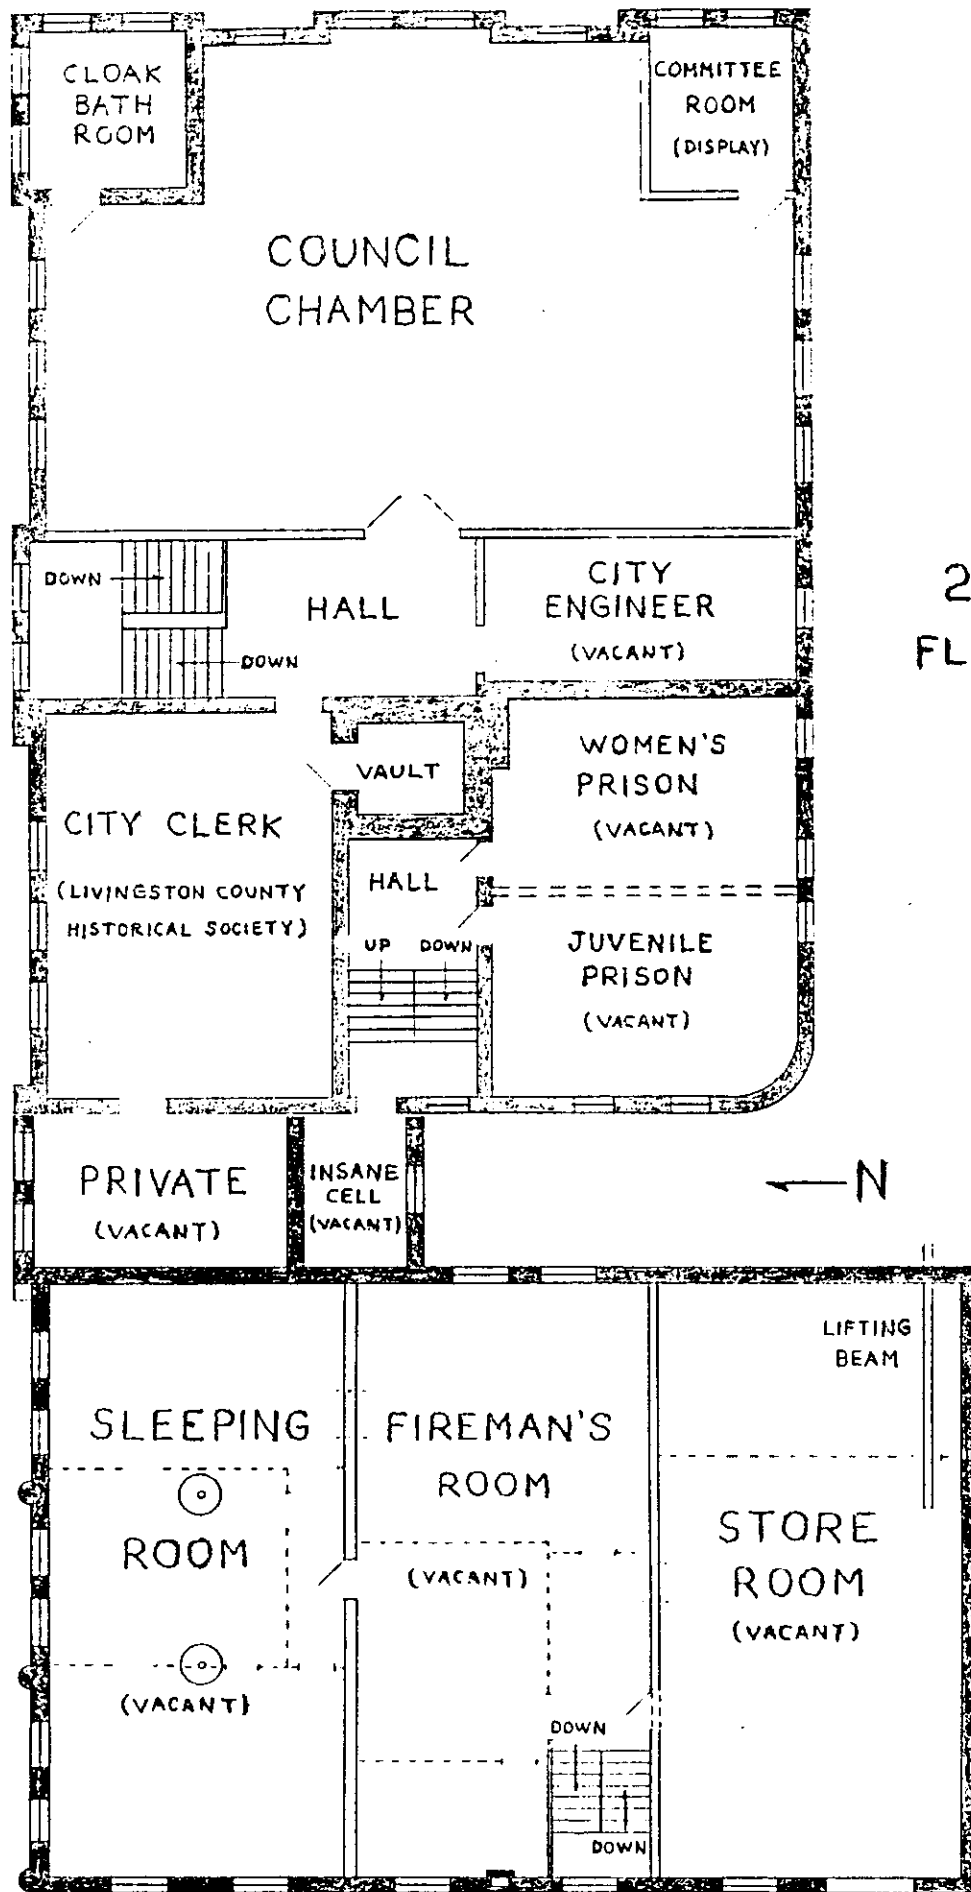 CLOAK
BATH
ROOM
COMMITTEE
ROOM
(DISPLAY)
COUNCIL
CHAMBER
DOWN
HALL
DOWN
CITY
ENGINEER
(VACANT)
2
FL
VAULT
WOMEN'S
PRISON
(VACANT)
CITY CLERK
(LIVINGSTON COUNTY
HISTORICAL SOCIETY)
HALL
UP DOWN
JUVENILE
PRISON
(VACANT)
PRIVATE
(VACANT)
INSANE
CELL
(VACANT)
N
LIFTING
BEAM
SLEEPING
ROOM
(VACANT)
FIREMAN'S
ROOM
(VACANT)
STORE
ROOM
(VACANT)
DOWN
DOWN